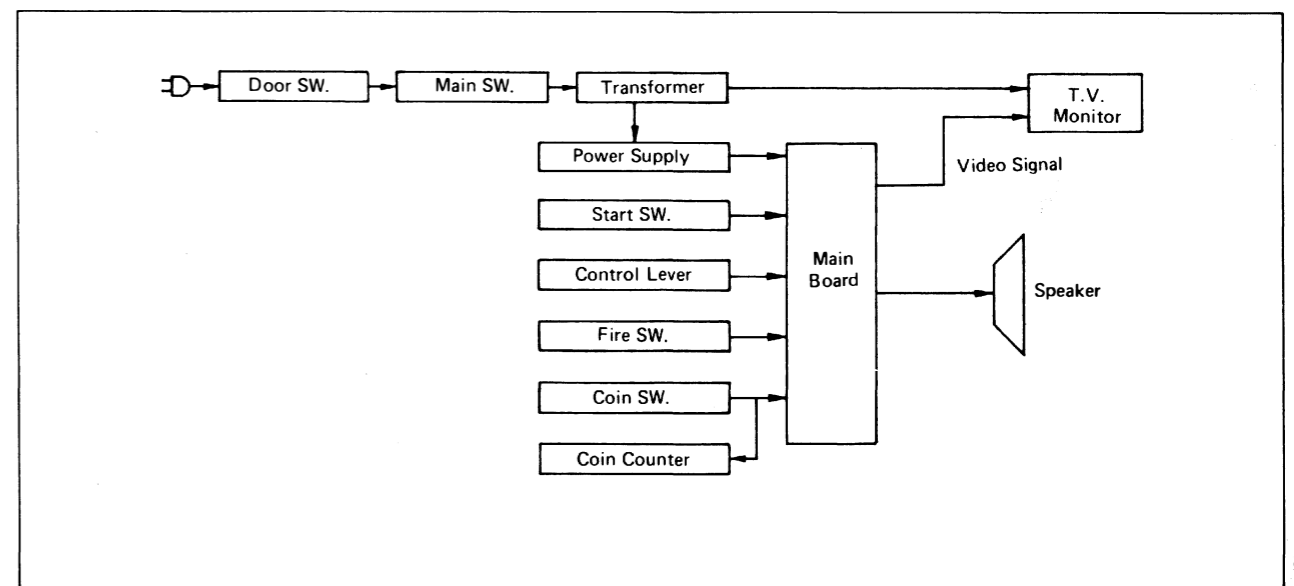 Door SW.
Main SW.
Transformer
T.V.
Monitor
Power Supply
Video Signal
Start SW.
Main
Board
Control Lever
Speaker
Fire SW.
Coin SW.
Coin Counter